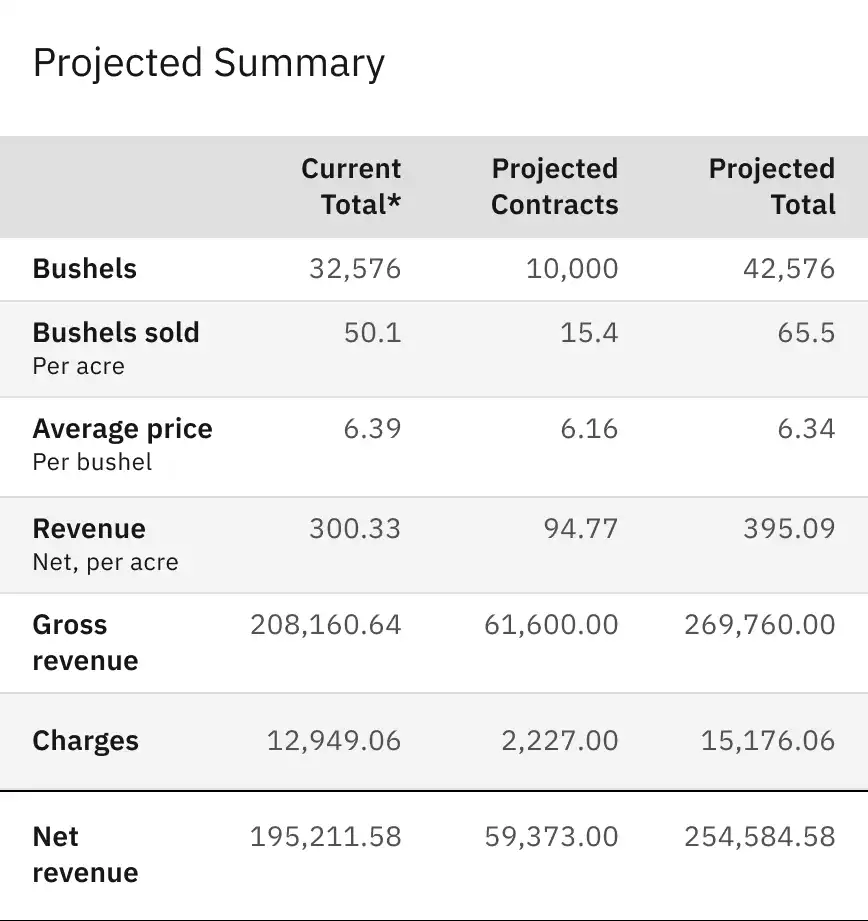 Projected Summary
Current Projected Projected
Total* Contracts Total
Bushels 32,576 10,000 42,576
Bushels sold 50.1 15.4 65.5
Per acre
Average price 6.39 6.16 6.34
Per bushel
Revenue 300.33 94.77 395.09
Net, per acre
Gross 208,160.64 61,600.00 269,760.00
revenue
Charges 12,949.06 2,227.00 15,176.06
Net 195,211.58 59,373.00 254,584.58
revenue